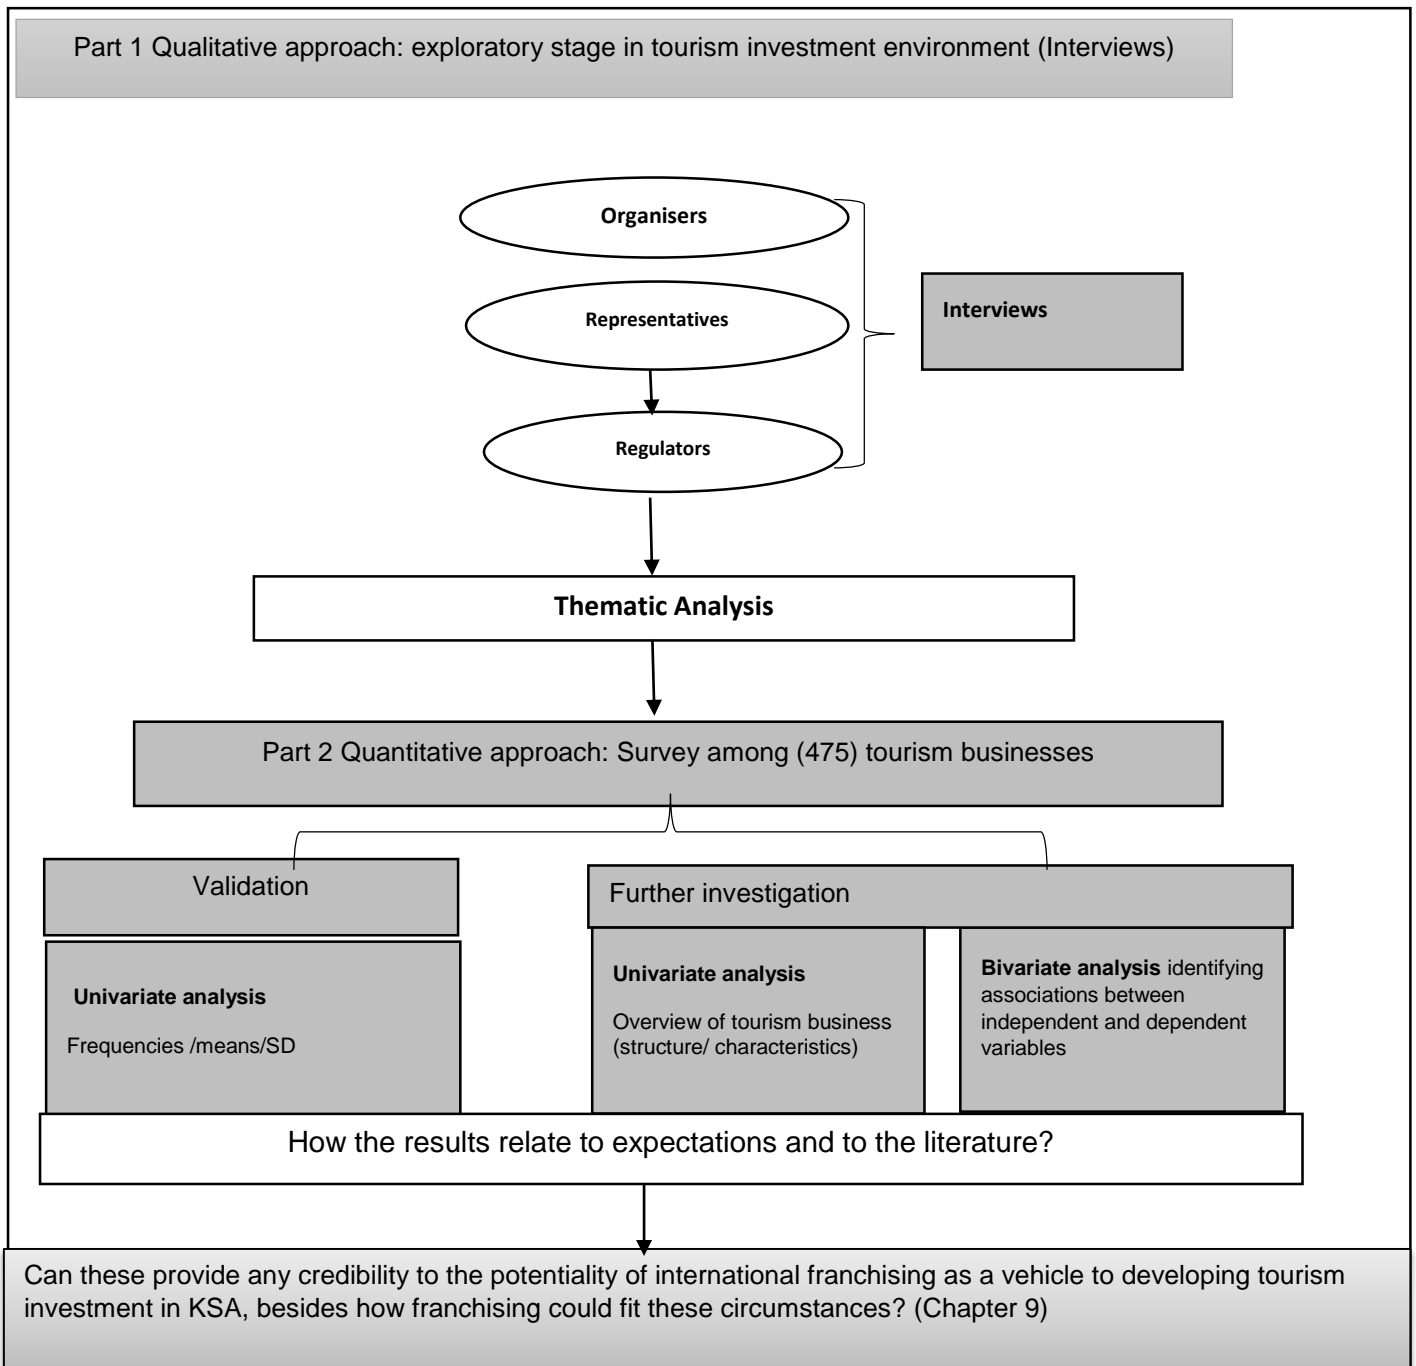 Part 1 Qualitative approach: exploratory stage in tourism investment environment (Interviews)
Organisers
Representatives
Interviews
Regulators
Thematic Analysis
Part 2 Quantitative approach: Survey among (475) tourism businesses
Validation
Further investigation
Univariate analysis
Frequencies /means/SD
Univariate analysis
Overview of tourism business
(structure/ characteristics)
Bivariate analysis identifying
associations between
independent and dependent
variables
How the results relate to expectations and to the literature?
Can these provide any credibility to the potentiality of international franchising as a vehicle to developing tourism
investment in KSA, besides how franchising could fit these circumstances? (Chapter 9)